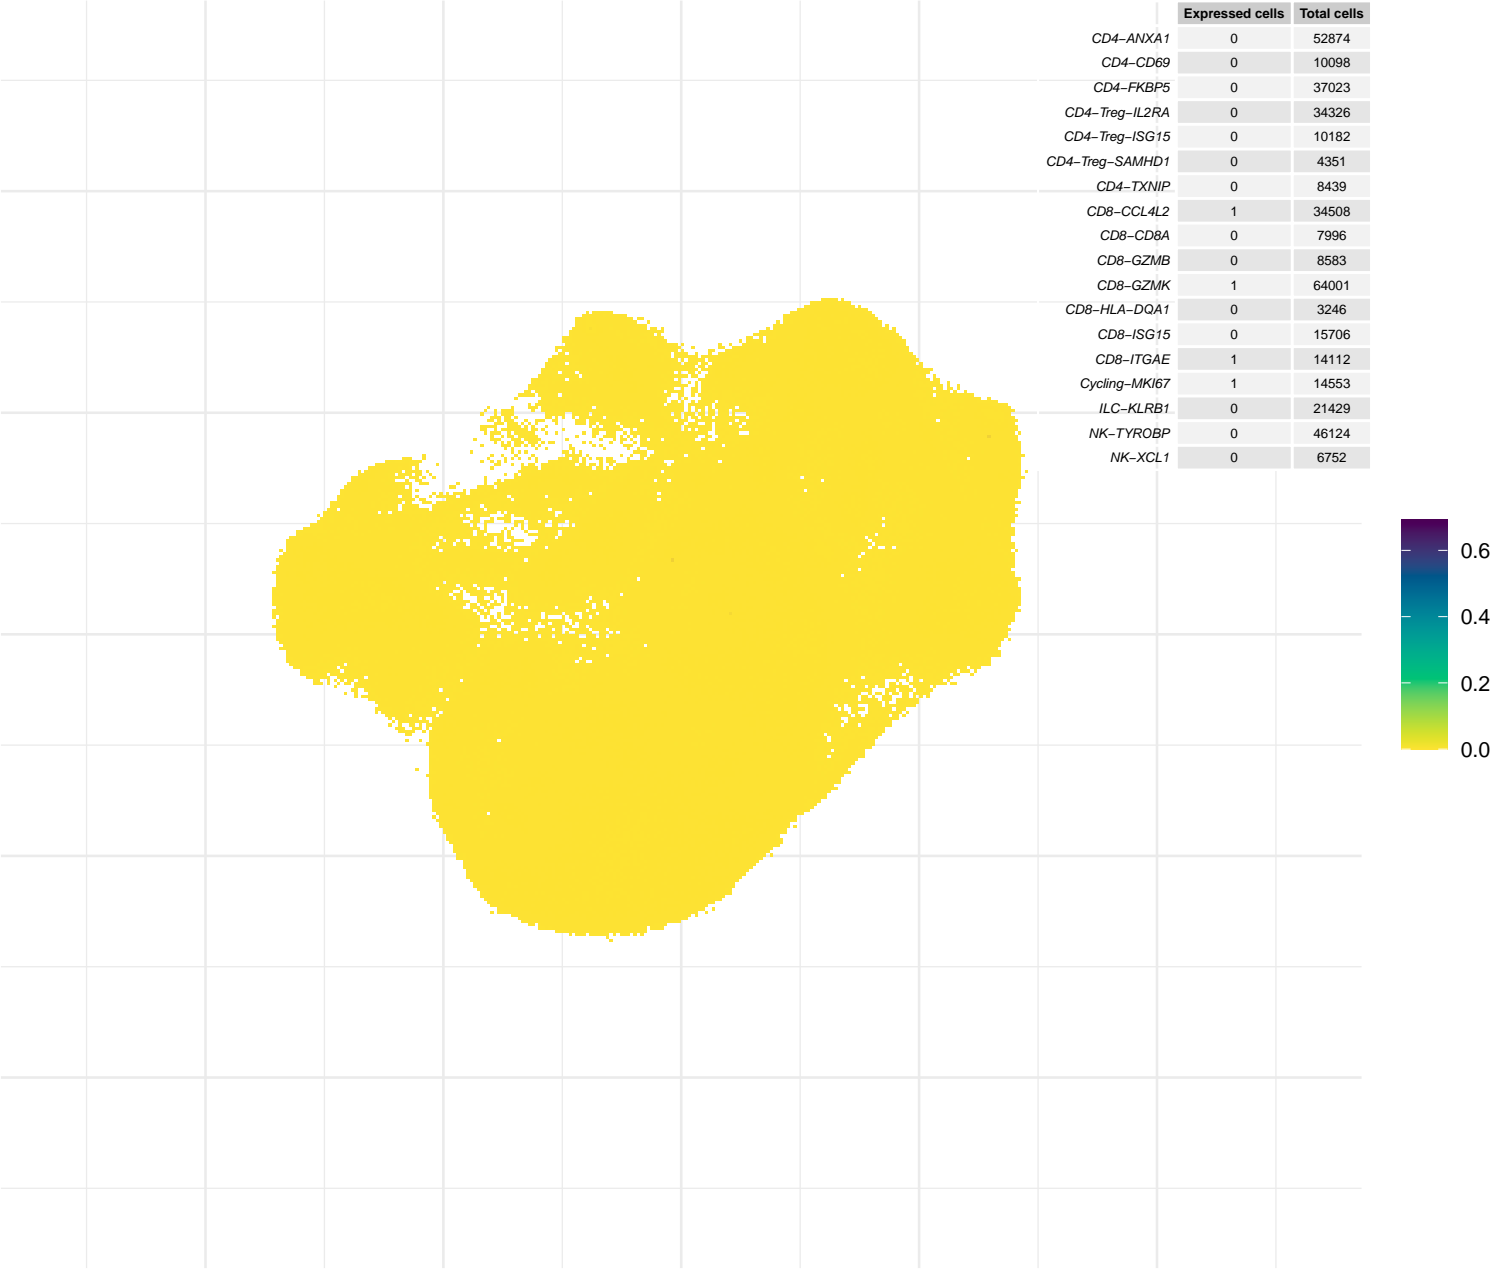 Expressed cells Total cells
CD4−ANXA1 0 52874
CD4−CD69 0 10098
CD4−FKBP5 0 37023
CD4−Treg−IL2RA 0 34326
CD4−Treg−ISG15 0 10182
CD4−Treg−SAMHD1 0 4351
CD4−TXNIP 0 8439
CD8−CCL4L2 1 34508
CD8−CD8A 0 7996
CD8−GZMB 0 8583
CD8−GZMK 1 64001
CD8−HLA−DQA1 0 3246
CD8−ISG15 0 15706
CD8−ITGAE 1 14112
Cycling−MKI67 1 14553
ILC−KLRB1 0 21429
NK−TYROBP 0 46124
NK−XCL1 0 6752
0.6
0.4
0.2
0.0